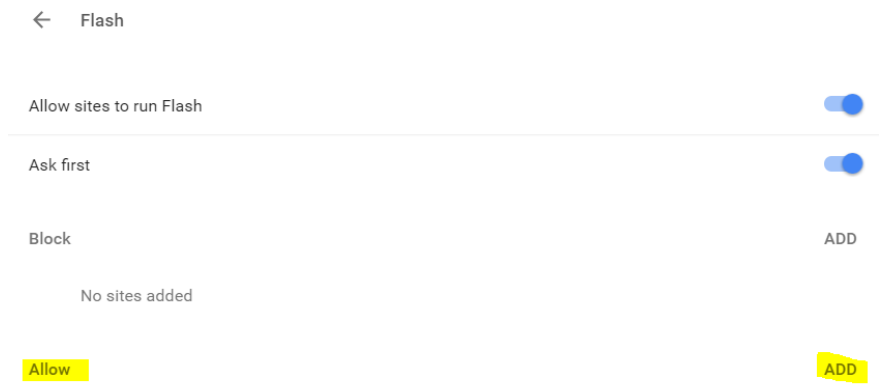 Flash
Allow sites to run Flash
Ask first
Block ADD
No sites added
Allow ADD